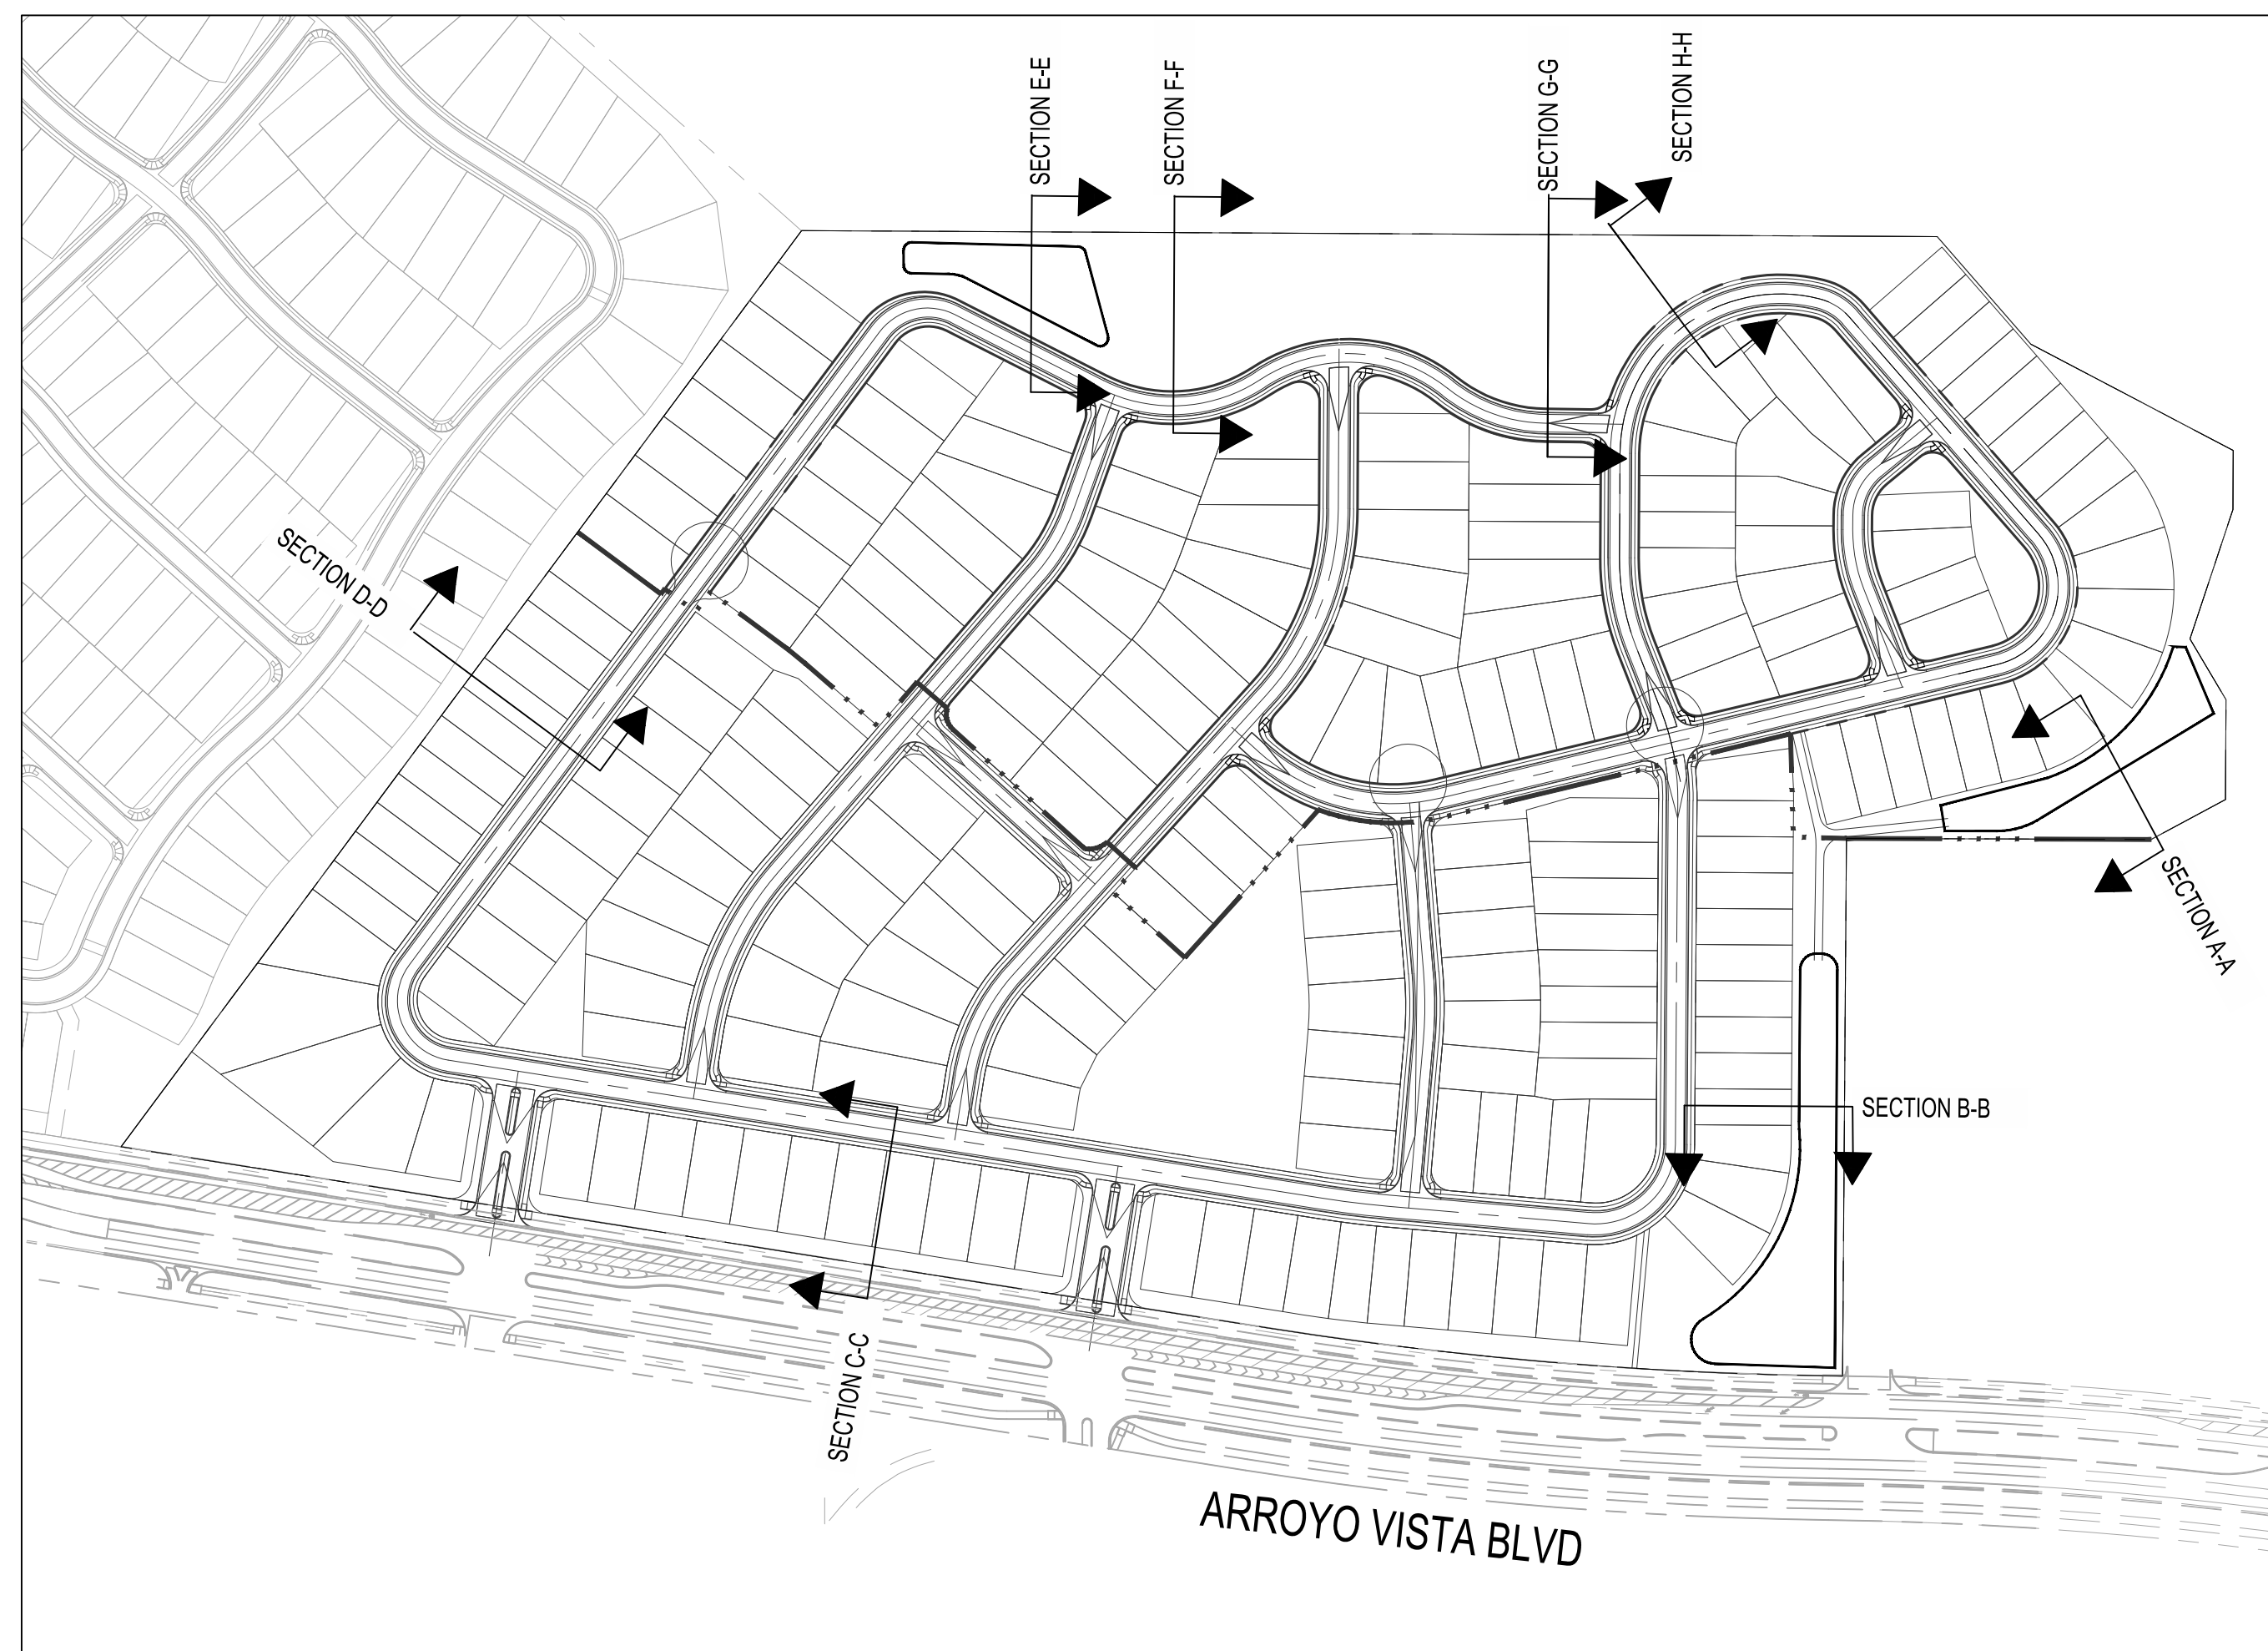 SECTION E-E
SECTION F-F
SECTION G-G
SECTION H-H
SECTION D-D
SECTION A-A
SECTION B-B
SECTION C-C
ARROYO VISTA BLVD